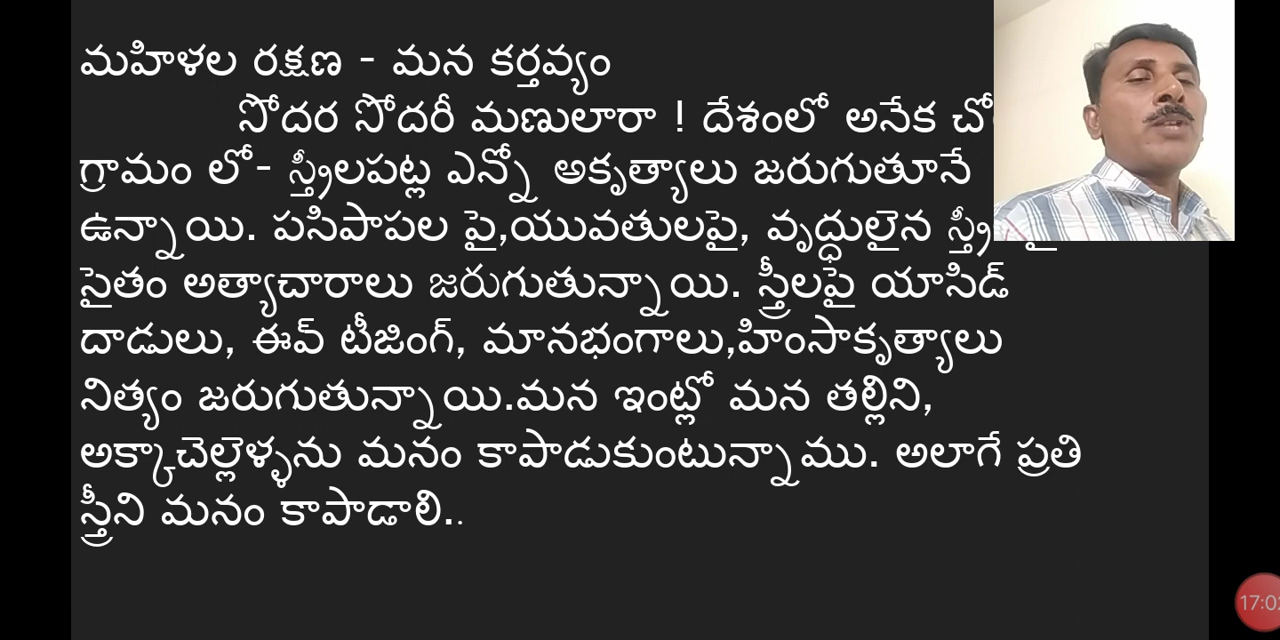 మహిళల రక్షణ - మన కర్తవ్యం
సోదర సోదరీ మణులారా ! దేశంలో అనేక
గ్రామం లో- స్త్రీలపట్ల ఎన్నో అకృత్యాలు జరుగుతూనే
ఉన్నాయి. పసిపాపల పై,యువతులపై, వృద్ధులైన
సైతం అత్యాచారాలు జరుగుతున్నాయి. స్త్రీలపై యాసిడ్
దాడులు, ఈవ్ టీజింగ్, మానభంగాలు,హింసాకృత్యాలు
నిత్యం జరుగుతున్నాయి.మన ఇంట్లో మన తల్లిని,
అక్కాచెల్లెళ్ళను మనం కాపాడుకుంటున్నాము. అలాగే ప్రతి
స్త్రీని మనం కాపాడాలి..